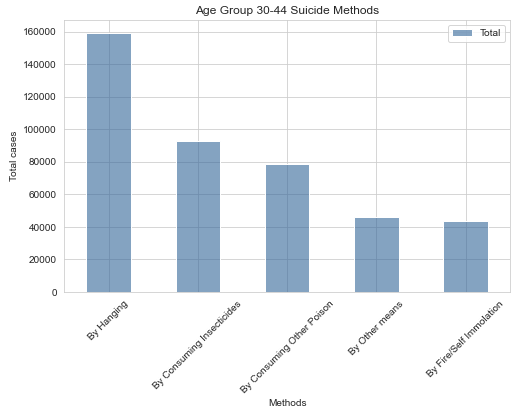 Age Group 30-44 Suicide Methods
Total
160000
140000
120000
100000
80000
60000
40000
20000
0
Total cases
By Hanging
By Consuming Insecticides
By Consuming Other Poison
By Other means
By Fire/Self Immolation
Methods